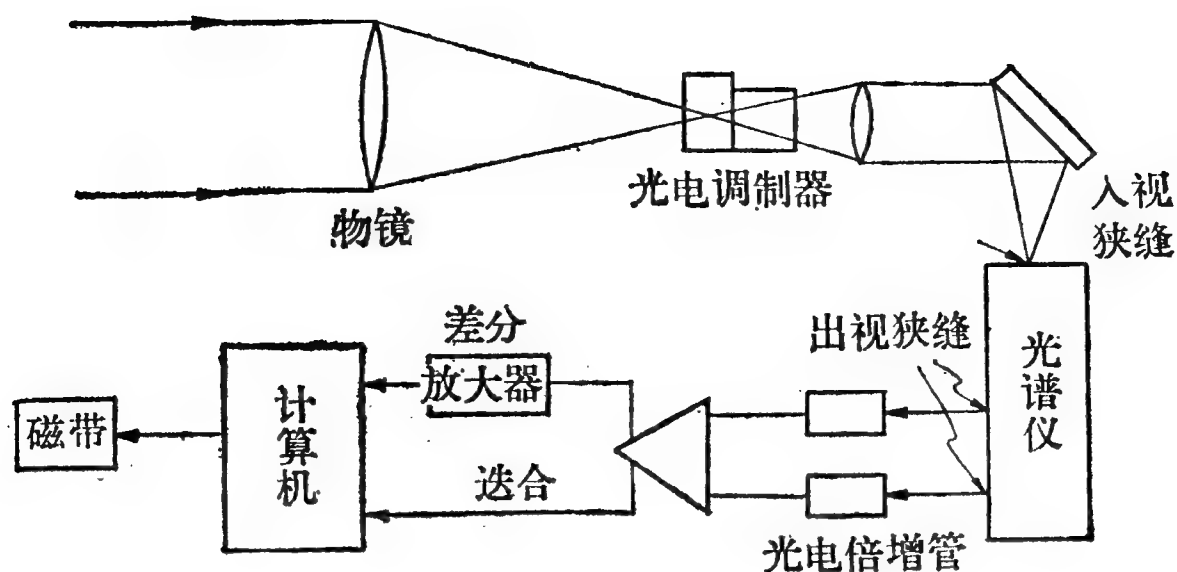 物镜
光电调制器
入视
狭缝
差分
放大器
出视狭缝
光谱仪
计算机
磁带
迭合
光电倍增管